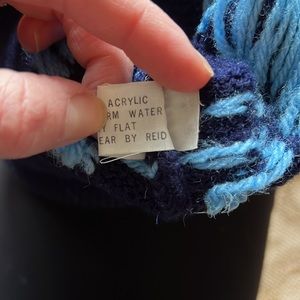 ACRYLIC
RM WATER
Y FLAT
EAR BY REID